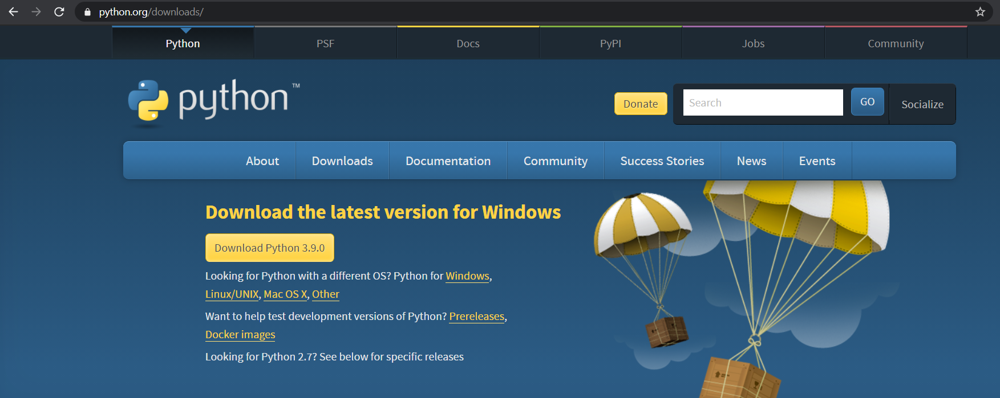 python.org/downloads/
Python PSF Docs PyPI Jobs Community
python™
Donate Search GO Socialize
About Downloads Documentation Community Success Stories News Events
Download the latest version for Windows
Download Python 3.9.0
Looking for Python with a different OS? Python for Windows,
Linux/UNIX, Mac OS X, Other
Want to help test development versions of Python? Prereleases,
Docker images
Looking for Python 2.7? See below for specific releases